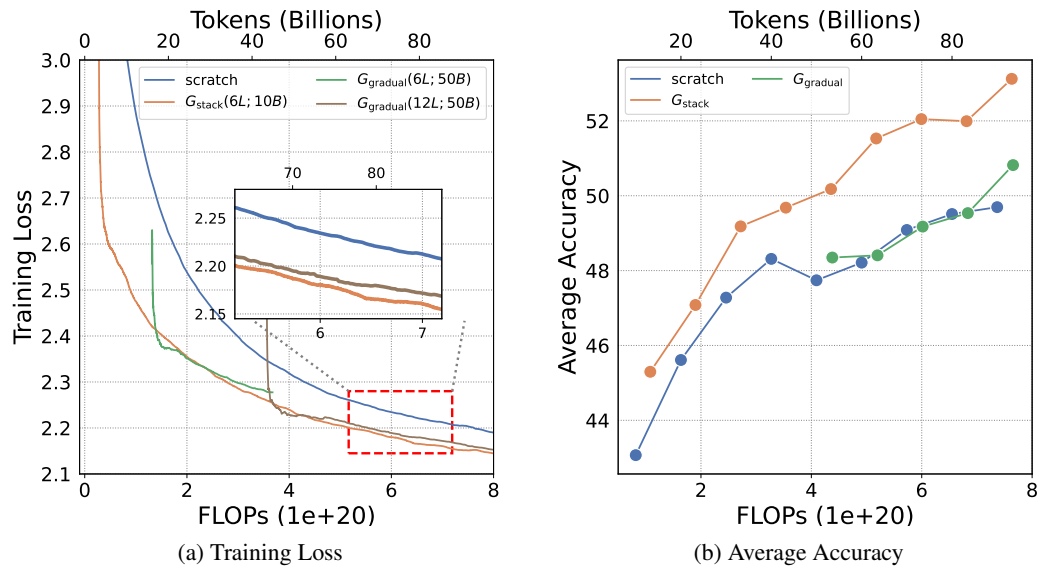 Tokens (Billions)
0 20 40 60 80
Training Loss
3.0
2.9
2.8
2.7
2.6
2.5
2.4
2.3
2.2
2.1
scratch
G_stack(6L; 10B)
G_gradual(6L; 50B)
G_gradual(12L; 50B)
70 80
2.25
2.20
2.15
6 7
0 2 4 6 8
FLOPs (1e+20)
(a) Training Loss
Tokens (Billions)
20 40 60 80
Average Accuracy
52
50
48
46
44
scratch
G_stack
G_gradual
2 4 6 8
FLOPs (1e+20)
(b) Average Accuracy